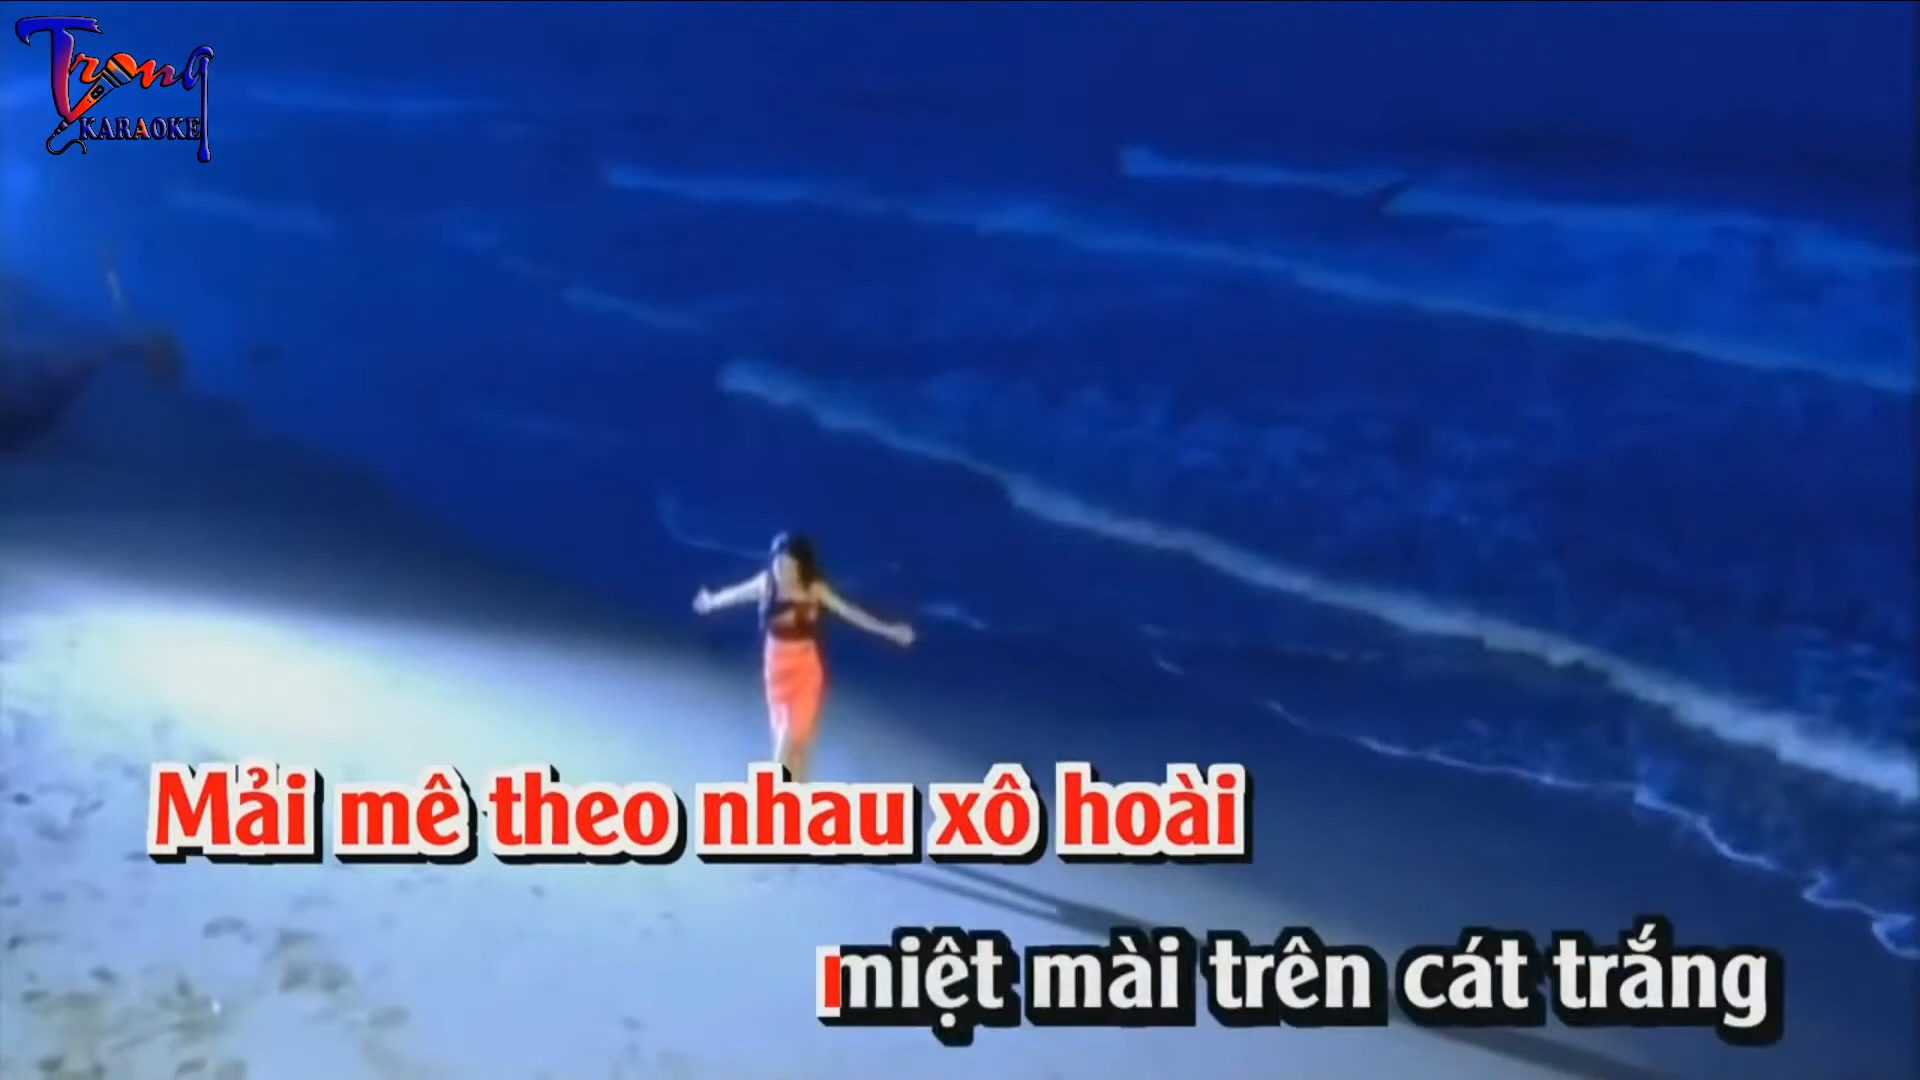 Trong
KARAOKE
Mải mê theo nhau xô hoài
miệt mài trên cát trắng